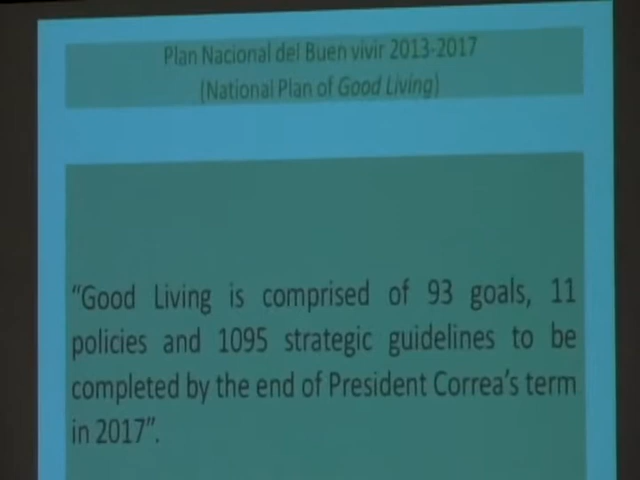 Plan Nacional del Buen vivir 2013-2017
(National Plan of Good Living)
“Good Living is comprised of 93 goals, 11
policies and 1095 strategic guidelines to be
completed by the end of President Correa’s term
in 2017”.